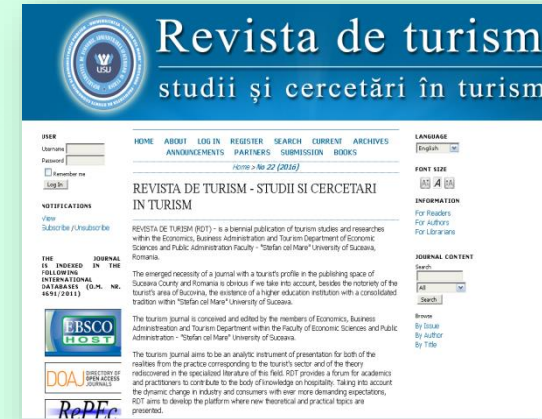 Revista de turism
studii și cercetări în turism
USU
USER
Username
Password
Remember me
Log In
NOTIFICATIONS
View
Subscribe / Unsubscribe
THE JOURNAL
IS INDEXED IN THE
FOLLOWING
INTERNATIONAL
DATABASES (O.M. NR.
4691/2011)
EBSCO
HOST
DOAJ DIRECTORY OF
OPEN ACCESS
JOURNALS
RePEc
HOME ABOUT LOG IN REGISTER SEARCH CURRENT ARCHIVES
ANNOUNCEMENTS PARTNERS SUBMISSION BOOKS
Home > No 22 (2016)
REVISTA DE TURISM - STUDII SI CERCETARI
IN TURISM
REVISTA DE TURISM (RDT) - is a biennial publication of tourism studies and researches
within the Economics, Business Administration and Tourism Department of Economic
Sciences and Public Administration Faculty - "Stefan cel Mare" University of Suceava,
Romania.
The emerged necessity of a journal with a tourist's profile in the publishing space of
Suceava County and Romania is obvious if we take into account, besides the notoriety of the
tourist's area of Bucovina, the existence of a higher education institution with a consolidated
tradition within "Stefan cel Mare" University of Suceava.
The tourism journal is conceived and edited by the members of Economics, Business
Administreation and Tourism Department within the Faculty of Economic Sciences and Public
Administration - "Stefan cel Mare" University of Suceava.
The tourism journal aims to be an analytic instrument of presentation for both of the
realities from the practice corresponding to the tourist's sector and of the theory
rediscovered in the specialized literature of this field. RDT provides a forum for academics
and practitioners to contribute to the body of knowledge on hospitality. Taking into account
the dynamic change in industry and consumers with ever more demanding expectations,
RDT aims to develop the platform where new theoretical and practical topics are
presented.
LANGUAGE
English
FONT SIZE
A A A
INFORMATION
For Readers
For Authors
For Librarians
JOURNAL CONTENT
Search
All
Search
Browse
By Issue
By Author
By Title